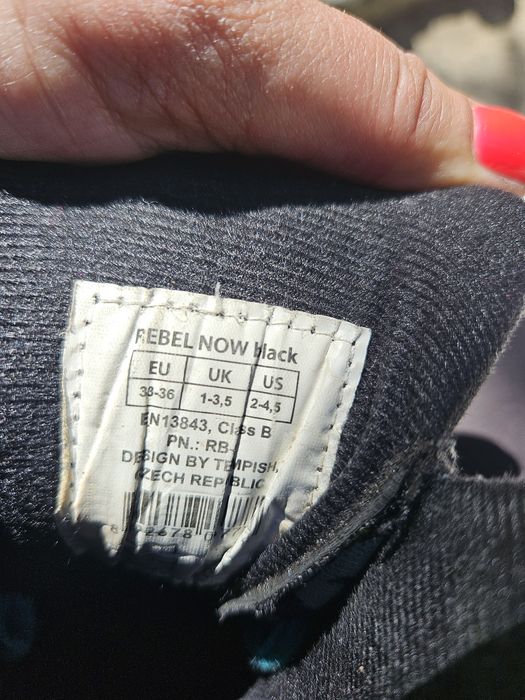 REBEL NOW black
EU UK US
33-36 1-3,5 2-4,5
EN13843, Class B
PN.: RB-
DESIGN BY TEMPISH,
CZECH REPUBLIC